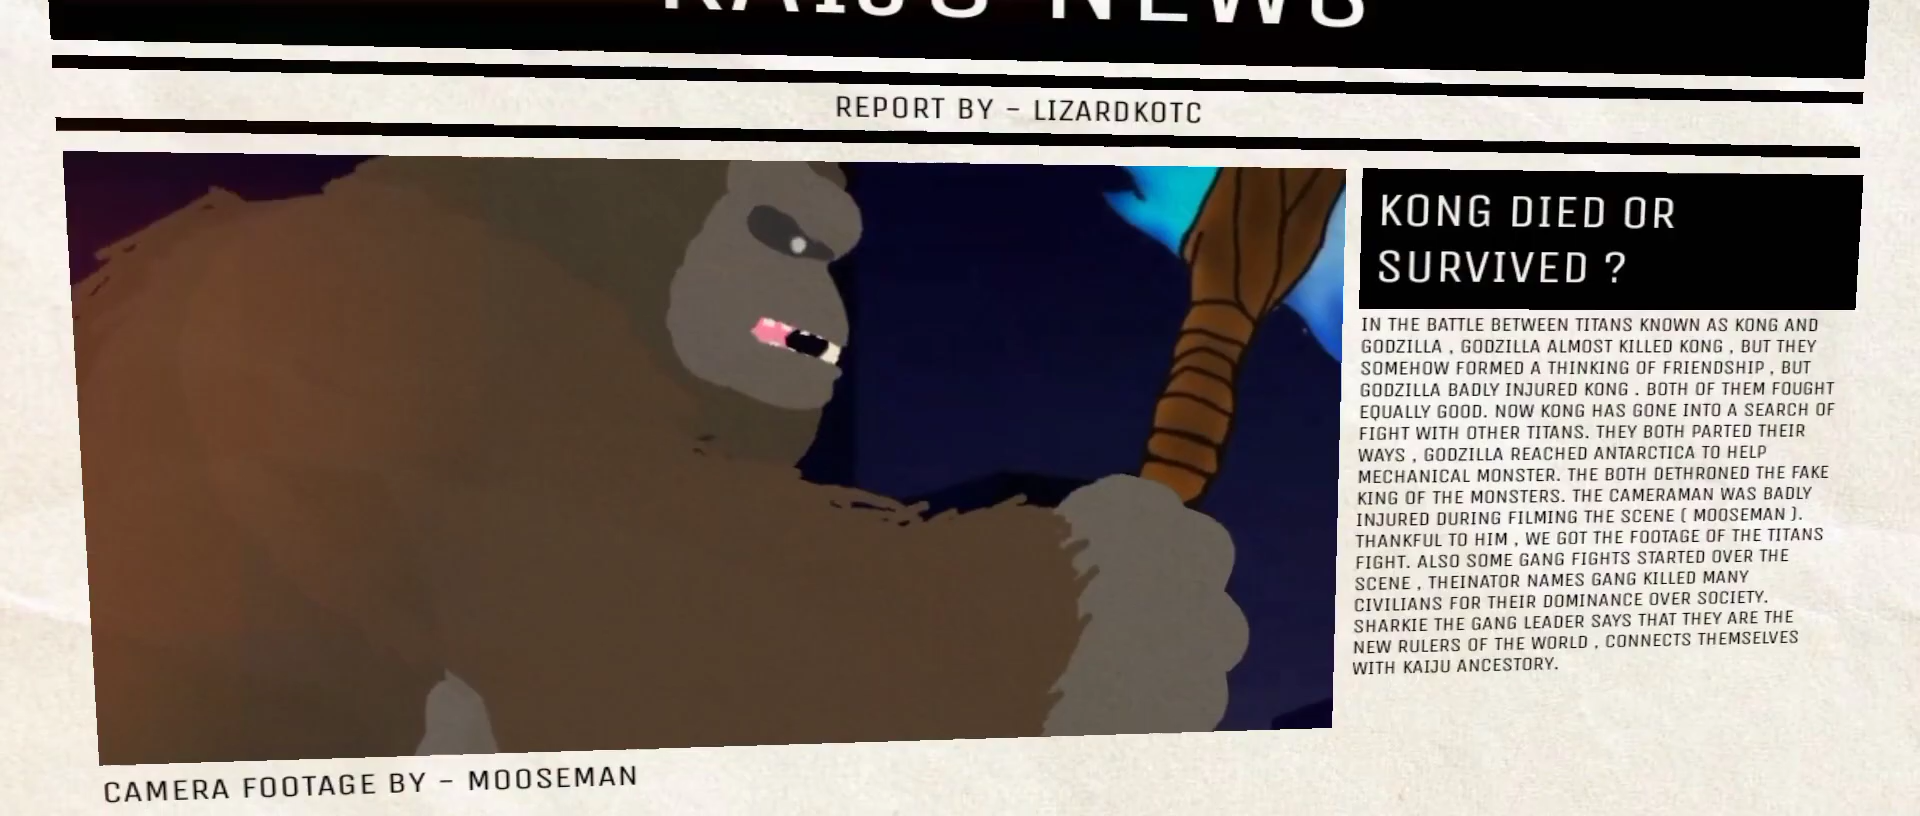 KAIJU NEWS
REPORT BY - LIZARDKOTC
KONG DIED OR
SURVIVED ?
IN THE BATTLE BETWEEN TITANS KNOWN AS KONG AND
GODZILLA , GODZILLA ALMOST KILLED KONG , BUT THEY
SOMEHOW FORMED A THINKING OF FRIENDSHIP , BUT
GODZILLA BADLY INJURED KONG . BOTH OF THEM FOUGHT
EQUALLY GOOD. NOW KONG HAS GONE INTO A SEARCH OF
FIGHT WITH OTHER TITANS. THEY BOTH PARTED THEIR
WAYS , GODZILLA REACHED ANTARCTICA TO HELP
MECHANICAL MONSTER. THE BOTH DETHRONED THE FAKE
KING OF THE MONSTERS. THE CAMERAMAN WAS BADLY
INJURED DURING FILMING THE SCENE ( MOOSEMAN ).
THANKFUL TO HIM , WE GOT THE FOOTAGE OF THE TITANS
FIGHT. ALSO SOME GANG FIGHTS STARTED OVER THE
SCENE , THEINATOR NAMES GANG KILLED MANY
CIVILIANS FOR THEIR DOMINANCE OVER SOCIETY.
SHARKIE THE GANG LEADER SAYS THAT THEY ARE THE
NEW RULERS OF THE WORLD , CONNECTS THEMSELVES
WITH KAIJU ANCESTORY.
CAMERA FOOTAGE BY - MOOSEMAN